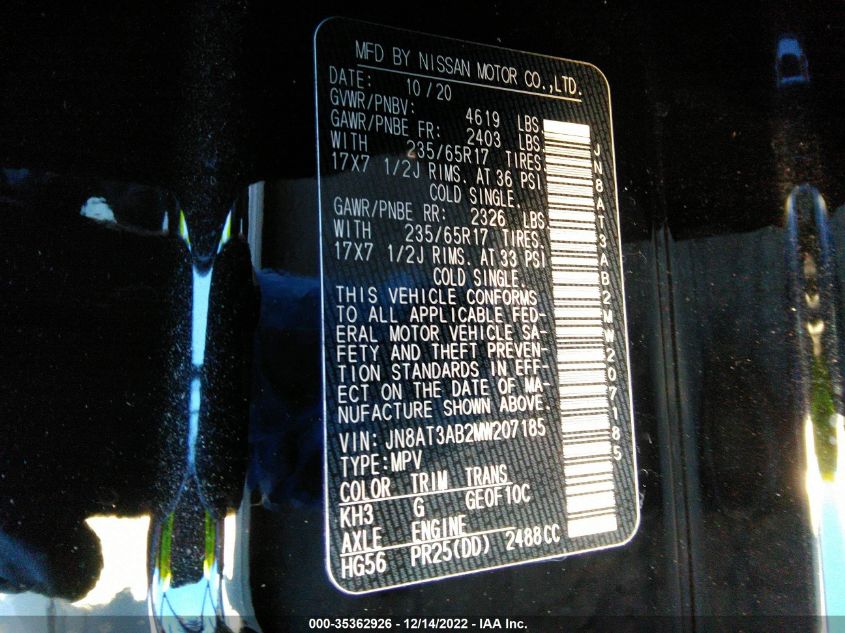 MFD BY NISSAN MOTOR CO.,LTD.
DATE: 10/20
GVWR/PNBV: 4619 LBS.
GAWR/PNBE FR: 2403 LBS.
WITH 235/65R17 TIRES.
17X7 1/2J RIMS. AT 36 PSI
COLD SINGLE.
GAWR/PNBE RR: 2326 LBS
WITH 235/65R17 TIRES.
17X7 1/2J RIMS. AT 33 PSI
COLD SINGLE.
THIS VEHICLE CONFORMS
TO ALL APPLICABLE FED-
ERAL MOTOR VEHICLE SA-
FETY AND THEFT PREVEN-
TION STANDARDS IN EFF-
ECT ON THE DATE OF MA-
NUFACTURE SHOWN ABOVE.
VIN: JN8AT3AB2MW207185
TYPE:MPV
COLOR TRIM TRANS
KH3 G GE0F10C
AXLE ENGINE
HG56 PR25(DD) 2488CC
JN8AT3AB2MW207185
000-35362926 - 12/14/2022 - IAA Inc.